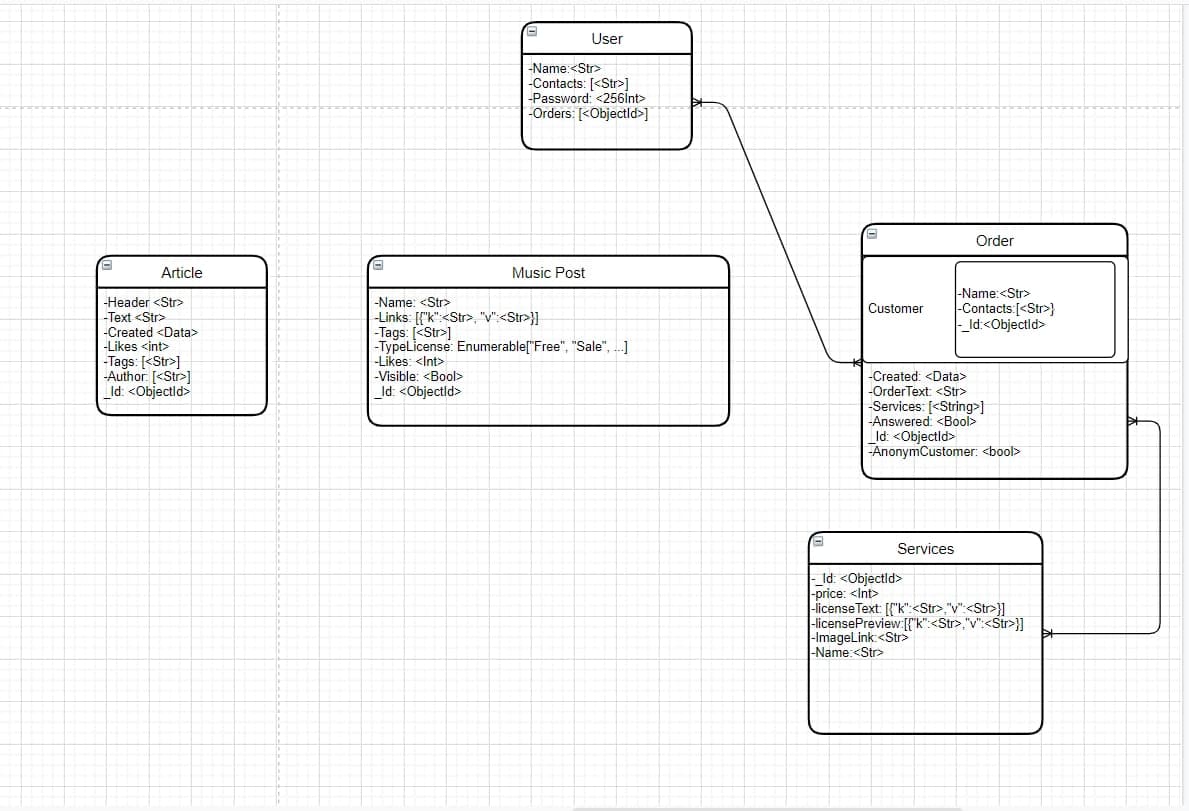 User
-Name:<Str>
-Contacts: [<Str>]
-Password: <256Int>
-Orders: [<ObjectId>]
Article
-Header <Str>
-Text <Str>
-Created <Data>
-Likes <int>
-Tags: [<Str>]
-Author: [<Str>]
_Id: <ObjectId>
Music Post
-Name: <Str>
-Links: [{"k":<Str>, "v":<Str>}]
-Tags: [<Str>]
-TypeLicense: Enumerable["Free", "Sale", ...]
-Likes: <Int>
-Visible: <Bool>
_Id: <ObjectId>
Order
Customer
-Name:<Str>
-Contacts:[<Str>}
-_Id:<ObjectId>
-Created: <Data>
-OrderText: <Str>
-Services: [<String>]
-Answered: <Bool>
_Id: <ObjectId>
-AnonymCustomer: <bool>
Services
-_Id: <ObjectId>
-price: <Int>
-licenseText: [{"k":<Str>,"v":<Str>}]
-licensePreview:[{"k":<Str>,"v":<Str>}]
-ImageLink:<Str>
-Name:<Str>